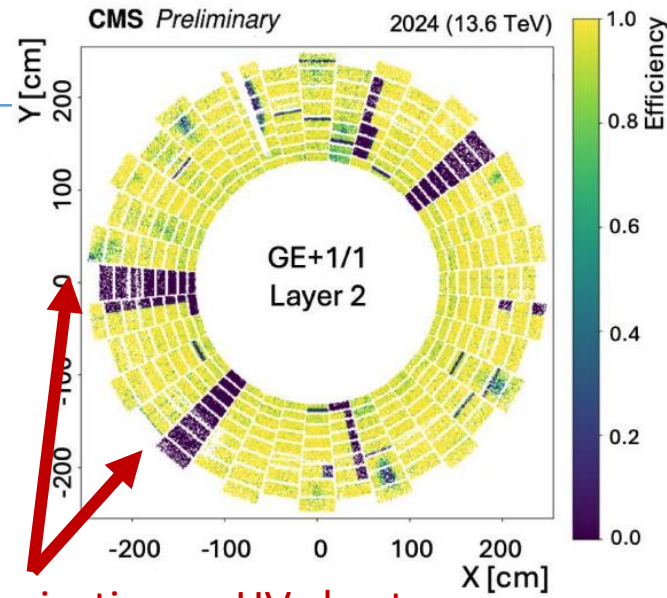 CMS Preliminary 2024 (13.6 TeV)
Y [cm]
200
100
0
-100
-200
GE+1/1
Layer 2
-200 -100 0 100 200
X [cm]
1.0
0.8
0.6
0.4
0.2
0.0
Efficiency
HV